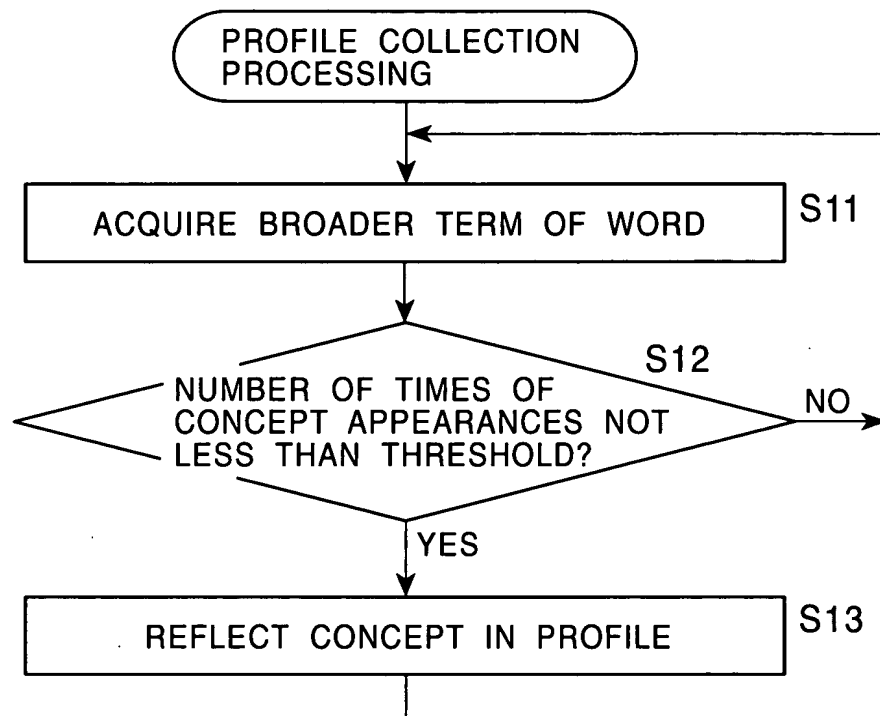 PROFILE COLLECTION
PROCESSING
ACQUIRE BROADER TERM OF WORD
S11
S12
NUMBER OF TIMES OF
CONCEPT APPEARANCES NOT
LESS THAN THRESHOLD?
NO
YES
REFLECT CONCEPT IN PROFILE
S13